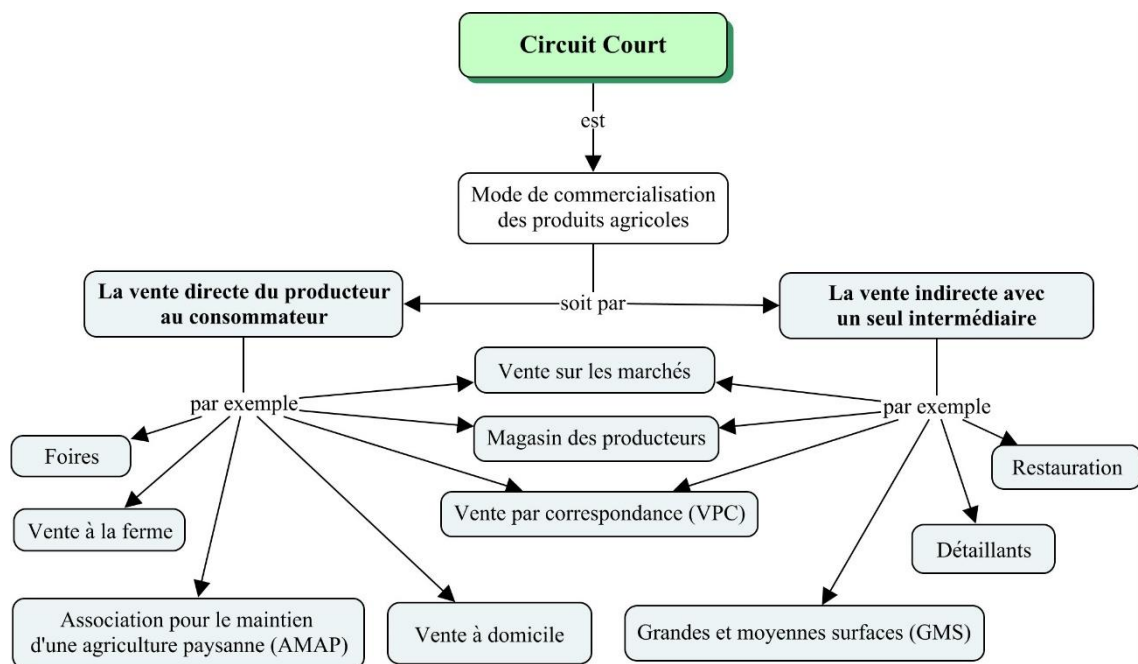 Circuit Court
est
Mode de commercialisation
des produits agricoles
La vente directe du producteur
au consommateur
soit par
La vente indirecte avec
un seul intermédiaire
Vente sur les marchés
par exemple
par exemple
Magasin des producteurs
Foires
Restauration
Vente par correspondance (VPC)
Vente à la ferme
Détaillants
Association pour le maintien
d'une agriculture paysanne (AMAP)
Vente à domicile
Grandes et moyennes surfaces (GMS)